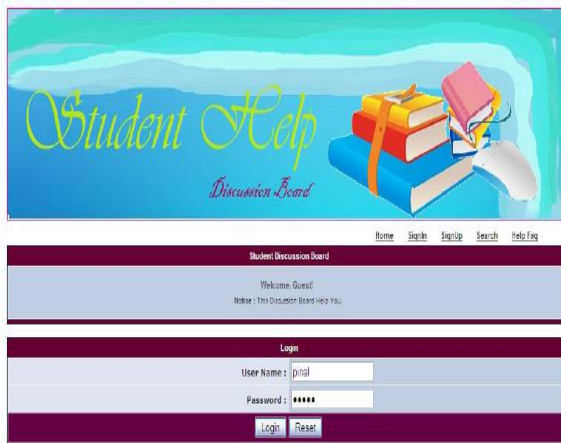 Student Help
Discussion Board
Home SignIn SignUp Search Help Faq
Student Discussion Board
Welcome, Guest!
Notise : This Discussion Board Help You.
Login
User Name : pinal
Password : •••••
Login Reset